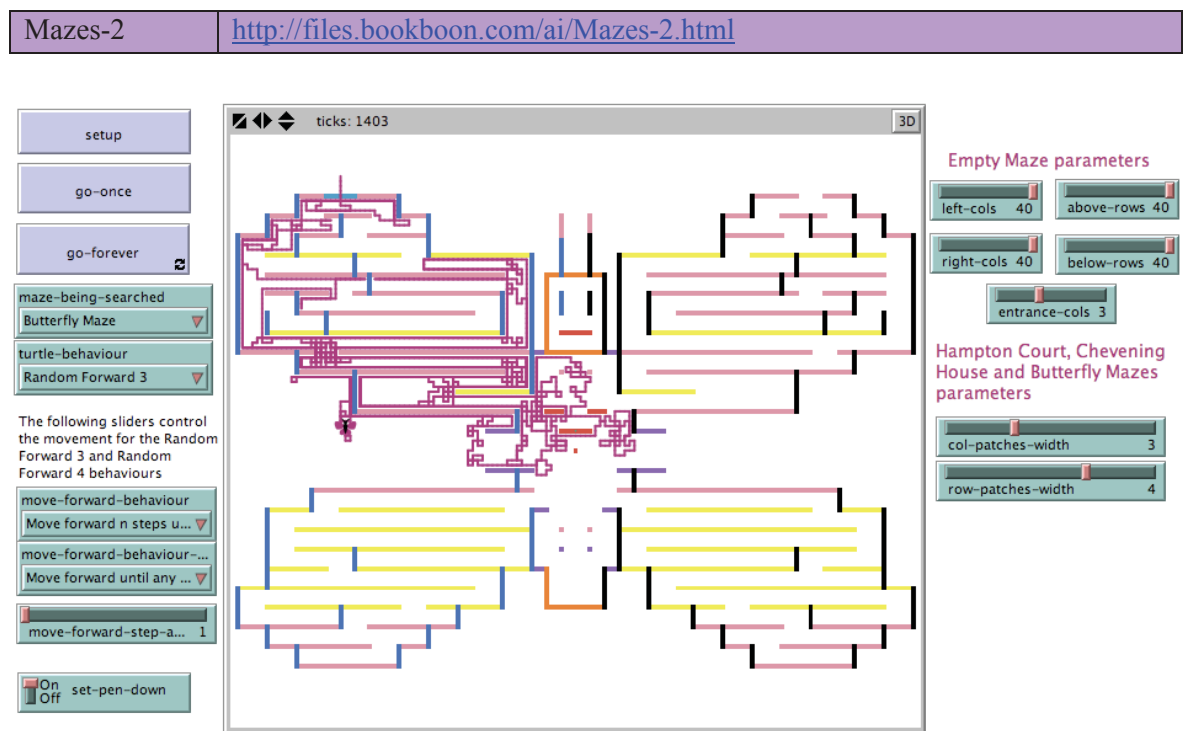 Mazes-2 http://files.bookboon.com/ai/Mazes-2.html
ticks: 1403
3D
setup
go-once
go-forever
maze-being-searched
Butterfly Maze
turtle-behaviour
Random Forward 3
The following sliders control
the movement for the Random
Forward 3 and Random
Forward 4 behaviours
move-forward-behaviour
Move forward n steps u...
move-forward-behaviour-...
Move forward until any ...
move-forward-step-a... 1
On
Off
set-pen-down
Empty Maze parameters
left-cols 40
above-rows 40
right-cols 40
below-rows 40
entrance-cols 3
Hampton Court, Chevening
House and Butterfly Mazes
parameters
col-patches-width 3
row-patches-width 4